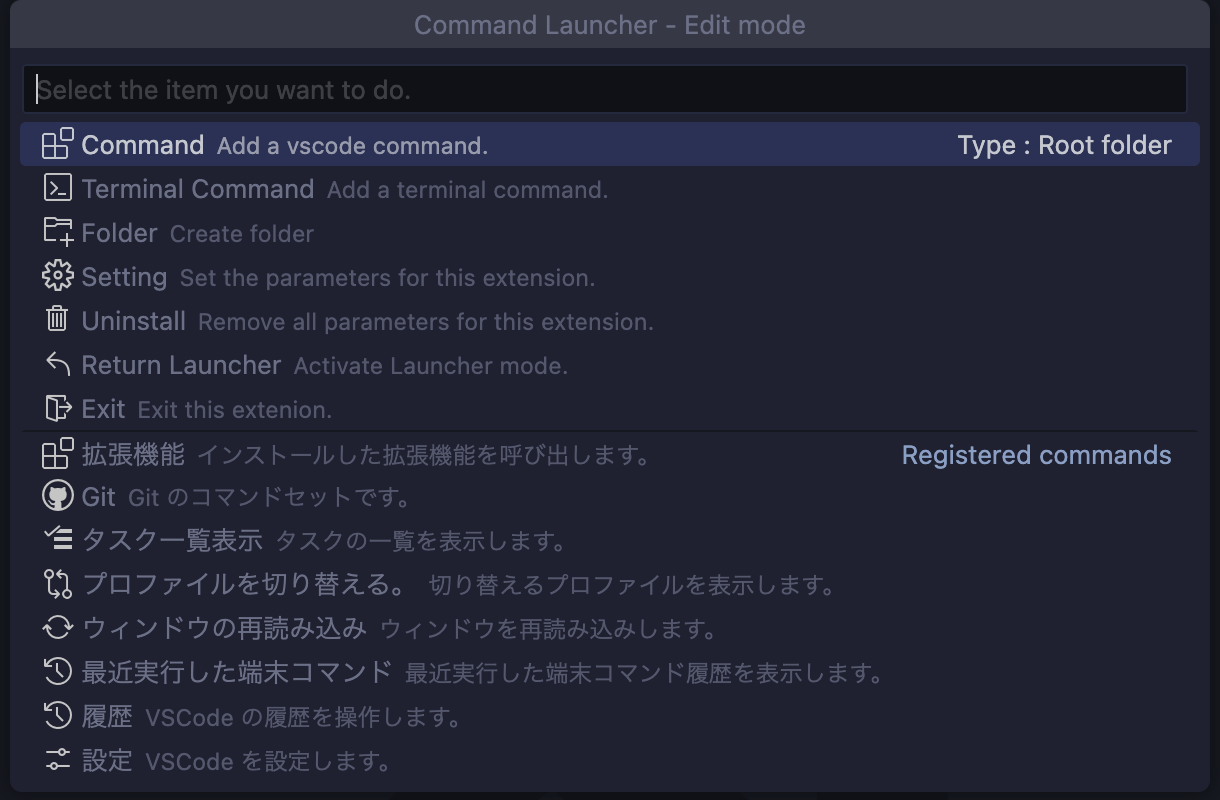 Command Launcher - Edit mode
Select the item you want to do.
Command Add a vscode command. Type : Root folder
Terminal Command Add a terminal command.
Folder Create folder
Setting Set the parameters for this extension.
Uninstall Remove all parameters for this extension.
Return Launcher Activate Launcher mode.
Exit Exit this extenion.
拡張機能 インストールした拡張機能を呼び出します。 Registered commands
Git Git のコマンドセットです。
タスク一覧表示 タスクの一覧を表示します。
プロファイルを切り替える。 切り替えるプロファイルを表示します。
ウィンドウの再読み込み ウィンドウを再読み込みします。
最近実行した端末コマンド 最近実行した端末コマンド履歴を表示します。
履歴 VSCode の履歴を操作します。
設定 VSCode を設定します。